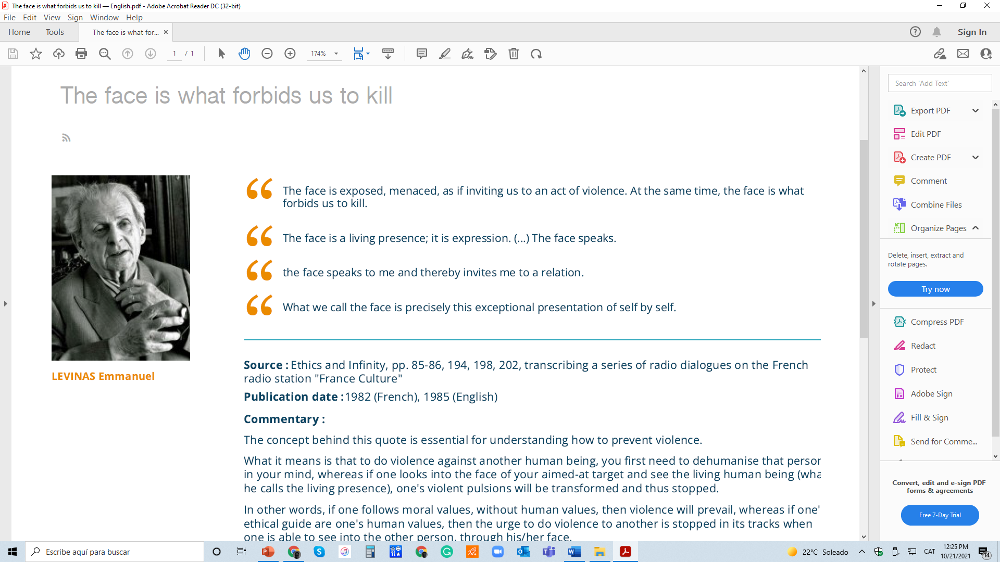 The face is what forbids us to kill — English.pdf - Adobe Acrobat Reader DC (32-bit)
File Edit View Sign Window Help
Home Tools The face is what for... ×
Sign In
1 / 1
174%
Search 'Add Text'
Export PDF
Edit PDF
Create PDF
Comment
Combine Files
Organize Pages
Delete, insert, extract and
rotate pages.
Try now
Compress PDF
Redact
Protect
Adobe Sign
Fill & Sign
Send for Comme...
Convert, edit and e-sign PDF
forms & agreements
Free 7-Day Trial
The face is what forbids us to kill
LEVINAS Emmanuel
“ The face is exposed, menaced, as if inviting us to an act of violence. At the same time, the face is what
forbids us to kill.
“ The face is a living presence; it is expression. (...) The face speaks.
“ the face speaks to me and thereby invites me to a relation.
“ What we call the face is precisely this exceptional presentation of self by self.
Source : Ethics and Infinity, pp. 85-86, 194, 198, 202, transcribing a series of radio dialogues on the French
radio station "France Culture"
Publication date : 1982 (French), 1985 (English)
Commentary :
The concept behind this quote is essential for understanding how to prevent violence.
What it means is that to do violence against another human being, you first need to dehumanise that person
in your mind, whereas if one looks into the face of your aimed-at target and see the living human being (wha
he calls the living presence), one's violent pulsions will be transformed and thus stopped.
In other words, if one follows moral values, without human values, then violence will prevail, whereas if one'
ethical guide are one's human values, then the urge to do violence to another is stopped in its tracks when
one is able to see into the other person, through his/her face.
Escribe aquí para buscar
22°C Soleado
CAT
12:25 PM
10/21/2021
14